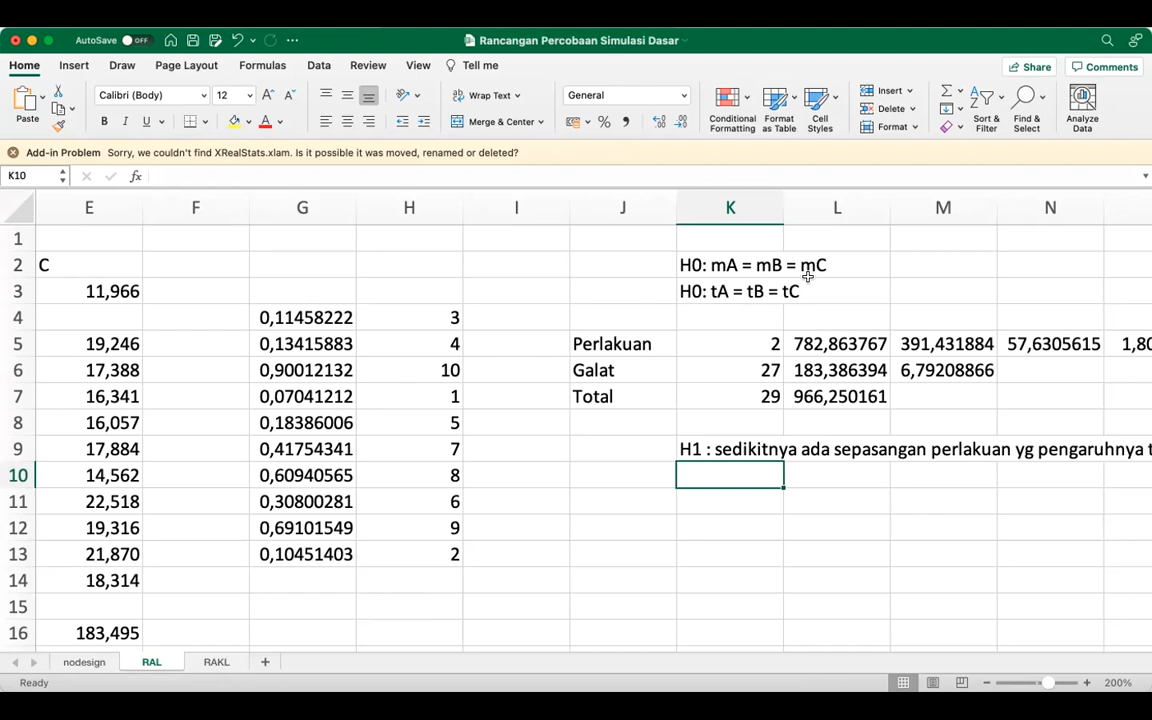 AutoSave OFF Rancangan Percobaan Simulasi Dasar
Home Insert Draw Page Layout Formulas Data Review View Tell me Share Comments
Paste Calibri (Body) 12 A A Wrap Text General Conditional Formatting Format as Table Cell Styles Insert Sort & Filter Find & Select Analyze Data
B I U A Merge & Center Delete
Format
Add-in Problem Sorry, we couldn't find XRealStats.xlam. Is it possible it was moved, renamed or deleted?
K10 fx
E F G H I J K L M N
1
2 C H0: mA = mB = mC
3 11,966 H0: tA = tB = tC
4 0,11458222 3
5 19,246 0,13415883 4 Perlakuan 2 782,863767 391,431884 57,6305615 1,80
6 17,388 0,90012132 10 Galat 27 183,386394 6,79208866
7 16,341 0,07041212 1 Total 29 966,250161
8 16,057 0,18386006 5
9 17,884 0,41754341 7 H1 : sedikitnya ada sepasangan perlakuan yg pengaruhnya t
10 14,562 0,60940565 8
11 22,518 0,30800281 6
12 19,316 0,69101549 9
13 21,870 0,10451403 2
14 18,314
15
16 183,495
nodesign RAL RAKL +
Ready 200%